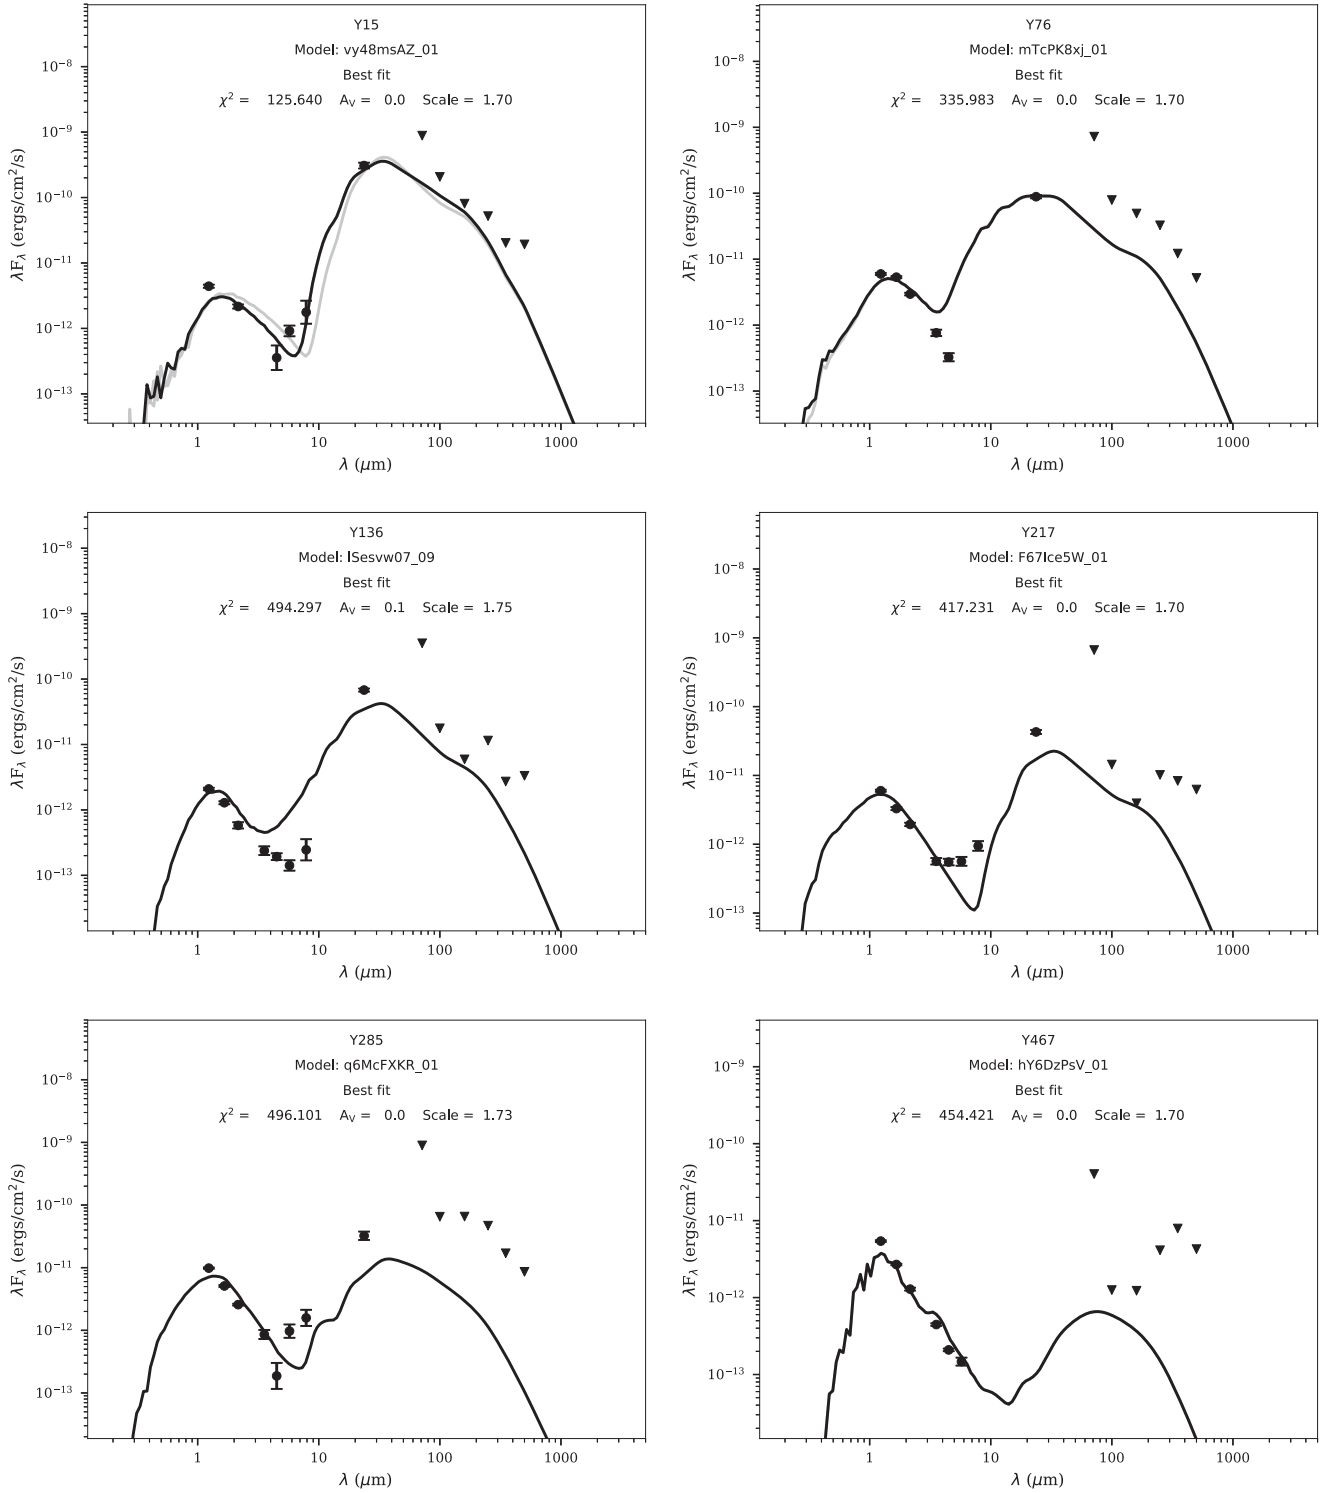 Y15
Model: vy48msAZ_01
Best fit
χ² = 125.640 A_V = 0.0 Scale = 1.70
λF_λ (ergs/cm²/s)
10⁻⁸
10⁻⁹
10⁻¹⁰
10⁻¹¹
10⁻¹²
10⁻¹³
1 10 100 1000
λ (μm)
Y76
Model: mTcPK8xj_01
Best fit
χ² = 335.983 A_V = 0.0 Scale = 1.70
λF_λ (ergs/cm²/s)
10⁻⁸
10⁻⁹
10⁻¹⁰
10⁻¹¹
10⁻¹²
10⁻¹³
1 10 100 1000
λ (μm)
Y136
Model: lSesvw07_09
Best fit
χ² = 494.297 A_V = 0.1 Scale = 1.75
λF_λ (ergs/cm²/s)
10⁻⁸
10⁻⁹
10⁻¹⁰
10⁻¹¹
10⁻¹²
10⁻¹³
1 10 100 1000
λ (μm)
Y217
Model: F67lce5W_01
Best fit
χ² = 417.231 A_V = 0.0 Scale = 1.70
λF_λ (ergs/cm²/s)
10⁻⁸
10⁻⁹
10⁻¹⁰
10⁻¹¹
10⁻¹²
10⁻¹³
1 10 100 1000
λ (μm)
Y285
Model: q6McFXKR_01
Best fit
χ² = 496.101 A_V = 0.0 Scale = 1.73
λF_λ (ergs/cm²/s)
10⁻⁸
10⁻⁹
10⁻¹⁰
10⁻¹¹
10⁻¹²
10⁻¹³
1 10 100 1000
λ (μm)
Y467
Model: hY6DzPsV_01
Best fit
χ² = 454.421 A_V = 0.0 Scale = 1.70
λF_λ (ergs/cm²/s)
10⁻⁹
10⁻¹⁰
10⁻¹¹
10⁻¹²
10⁻¹³
1 10 100 1000
λ (μm)